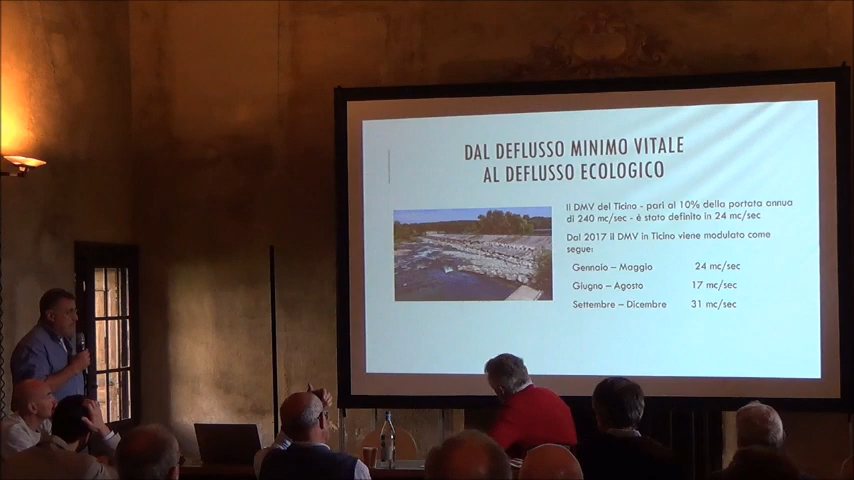 DAL DEFLUSSO MINIMO VITALE
AL DEFLUSSO ECOLOGICO
Il DMV del Ticino - pari al 10% della portata annua
di 240 mc/sec - è stato definito in 24 mc/sec
Dal 2017 il DMV in Ticino viene modulato come
segue:
Gennaio – Maggio 24 mc/sec
Giugno – Agosto 17 mc/sec
Settembre – Dicembre 31 mc/sec